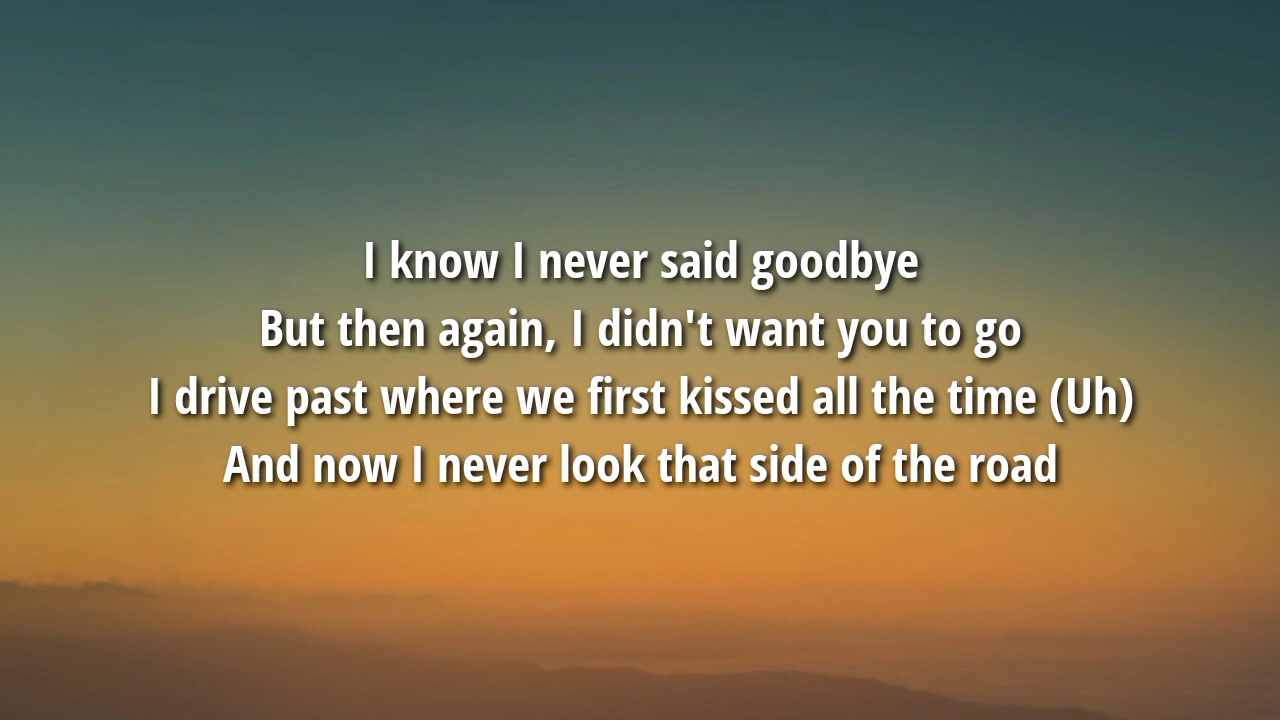 I know I never said goodbye
But then again, I didn't want you to go
I drive past where we first kissed all the time (Uh)
And now I never look that side of the road